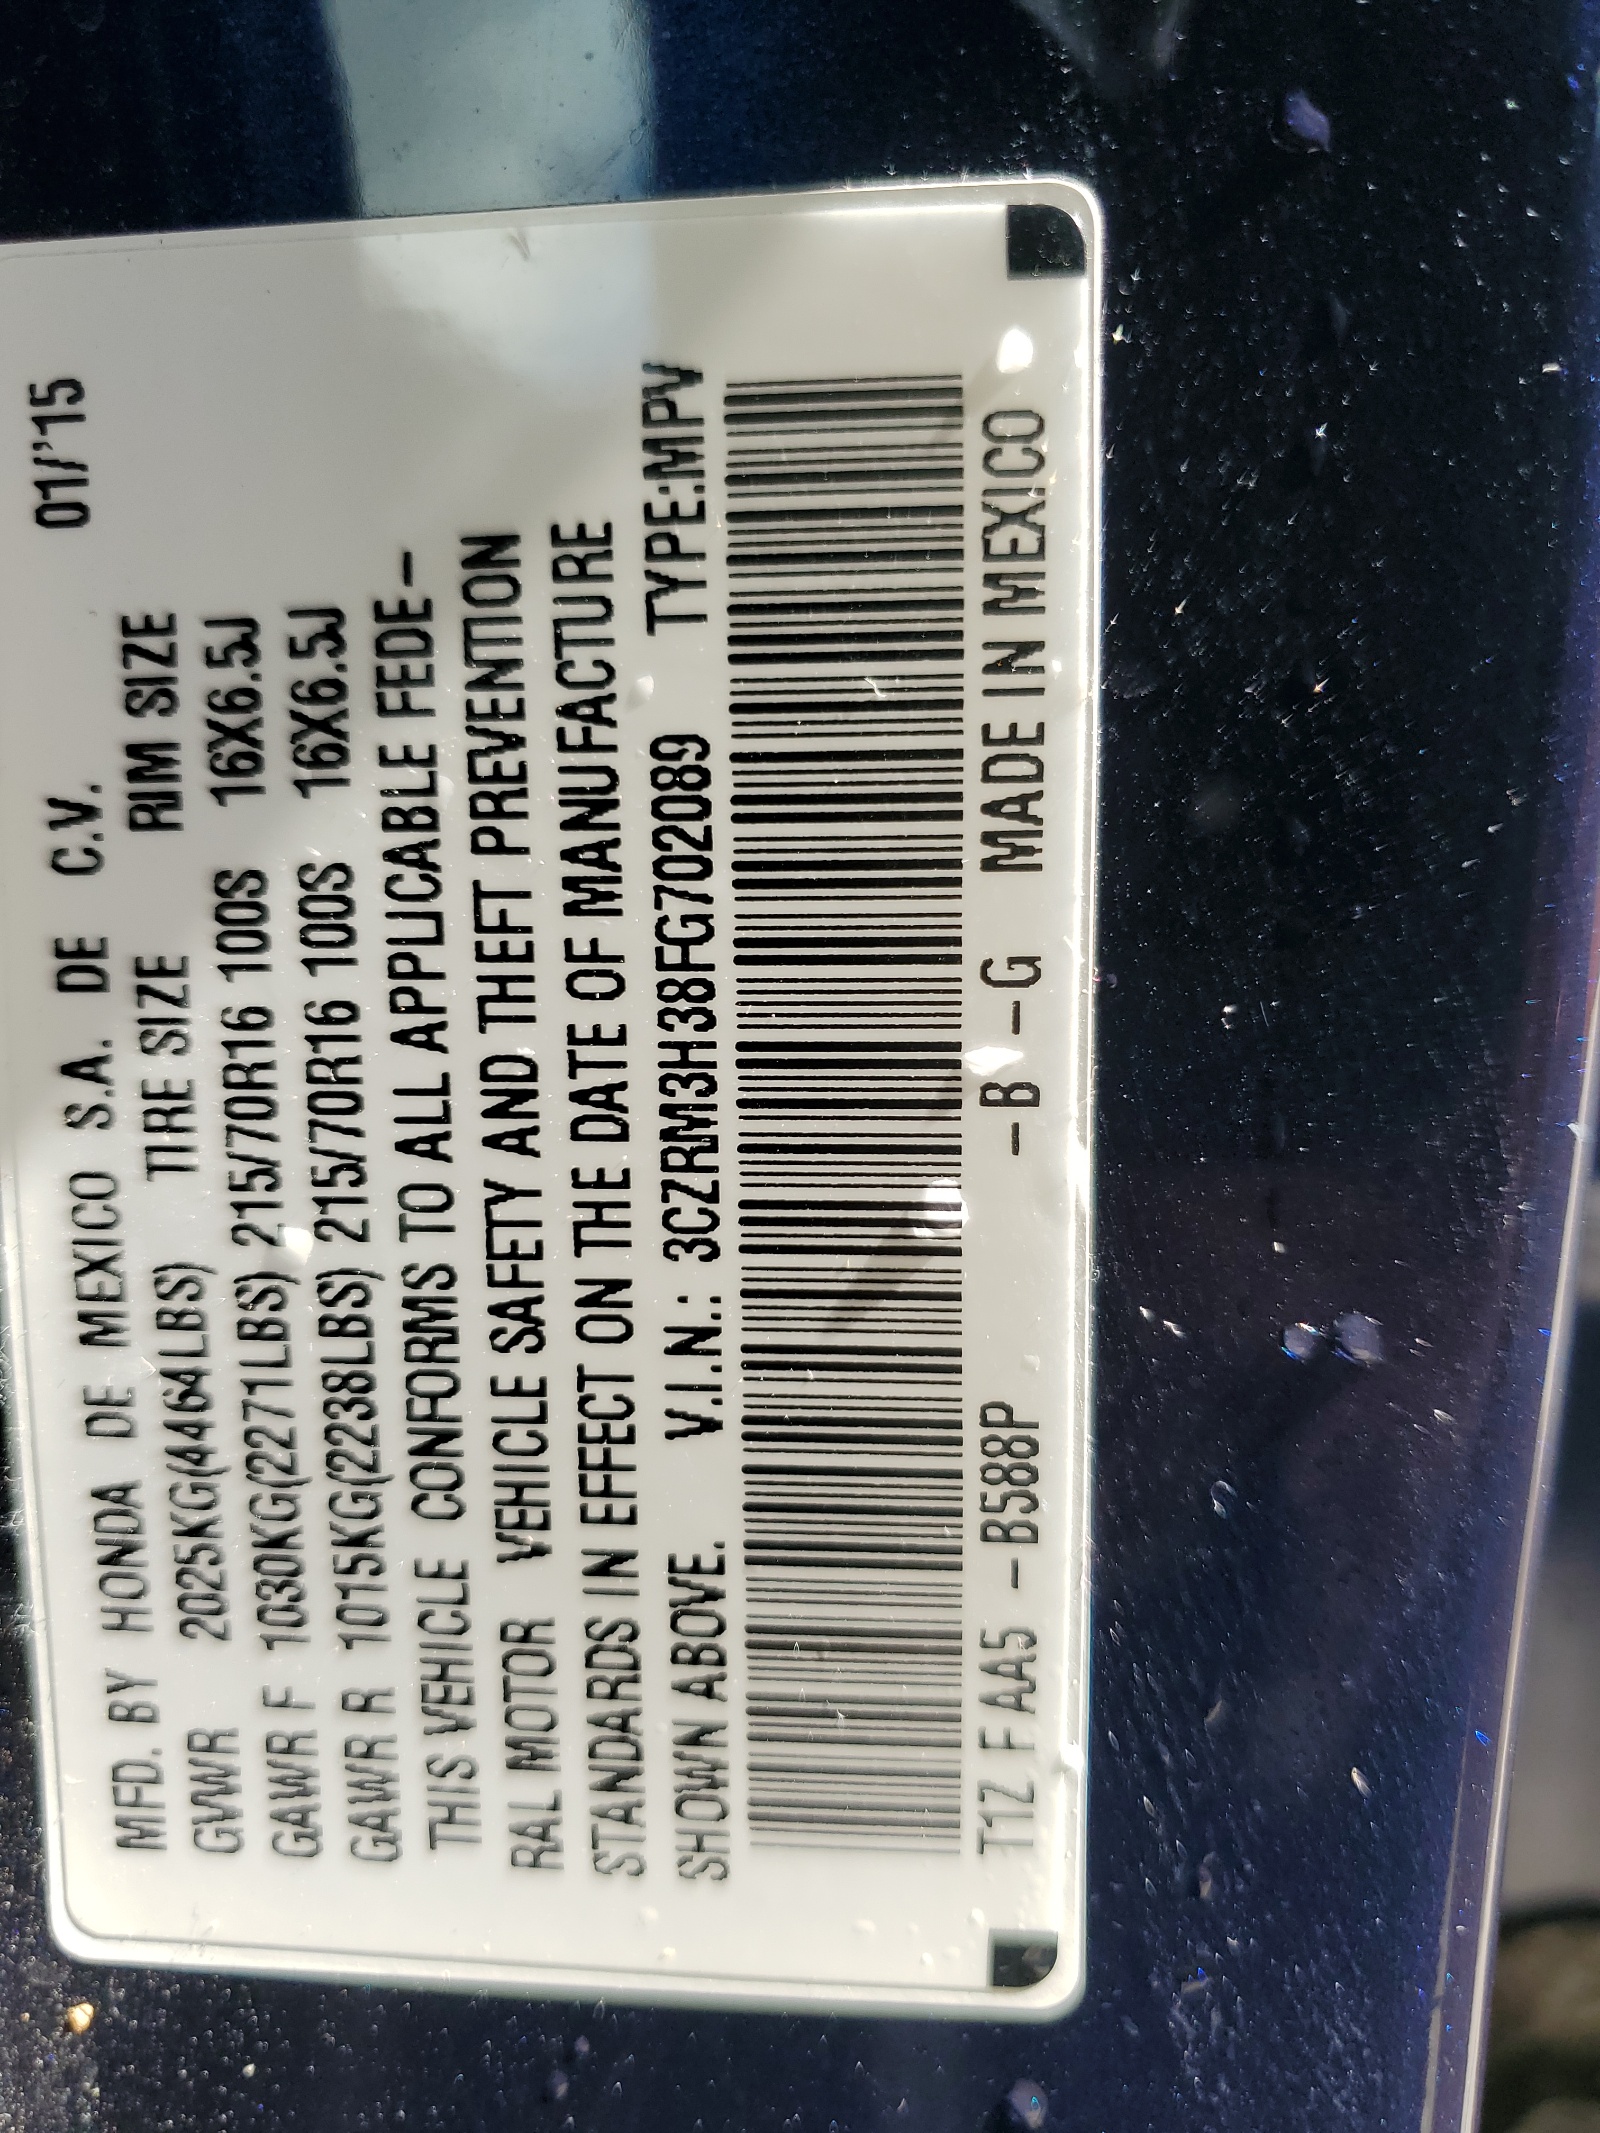 MFD. BY HONDA DE MEXICO S.A. DE C.V. 01/'15
GVWR 2025KG(4464LBS) TIRE SIZE RIM SIZE
GAWR F 1030KG(2271LBS) 215/70R16 100S 16X6.5J
GAWR R 1015KG(2238LBS) 215/70R16 100S 16X6.5J
THIS VEHICLE CONFORMS TO ALL APPLICABLE FEDE-
RAL MOTOR VEHICLE SAFETY AND THEFT PREVENTION
STANDARDS IN EFFECT ON THE DATE OF MANUFACTURE
SHOWN ABOVE. V.I.N.: 3CZRM3H38FG702089 TYPE:MPV
T1Z F AA5 -B588P -B-G MADE IN MEXICO